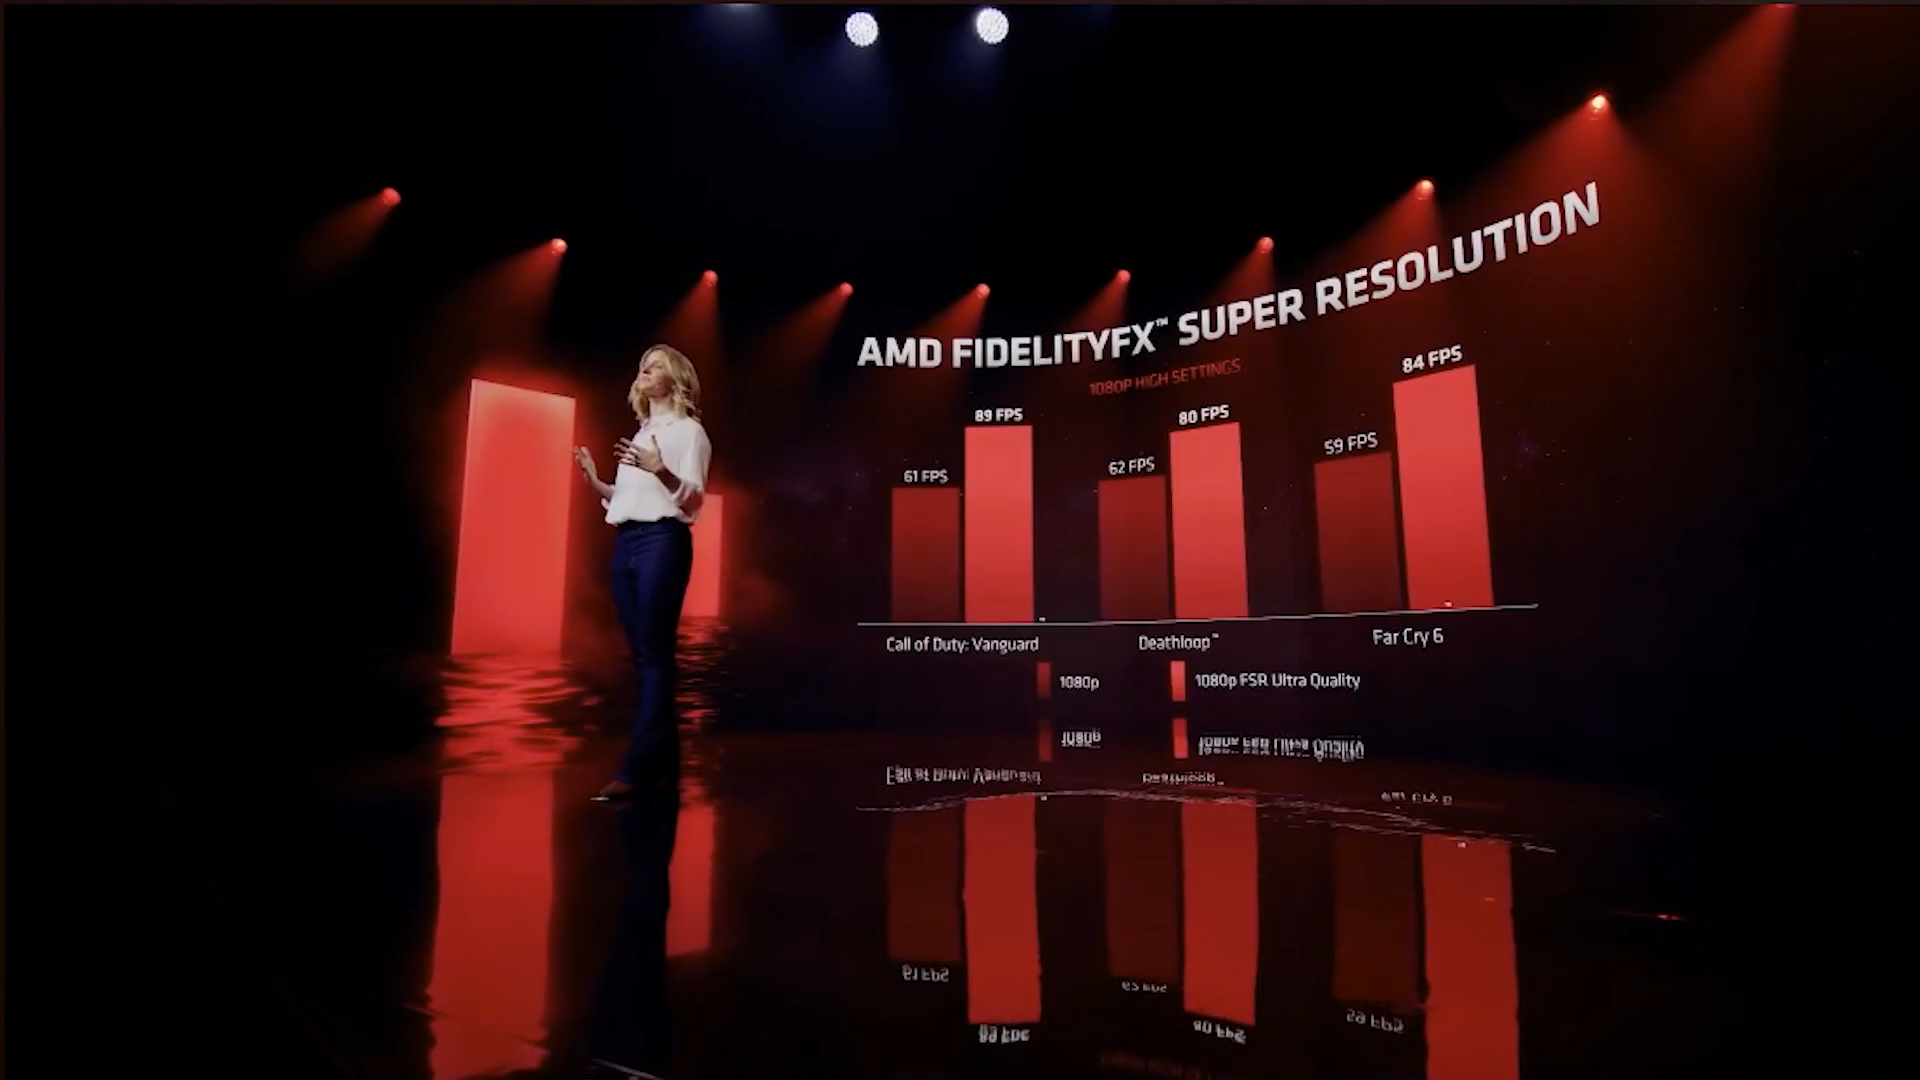 AMD FIDELITYFX™ SUPER RESOLUTION
1080P HIGH SETTINGS
61 FPS 89 FPS 62 FPS 80 FPS 59 FPS 84 FPS
Call of Duty: Vanguard Deathloop™ Far Cry 6
1080p 1080p FSR Ultra Quality